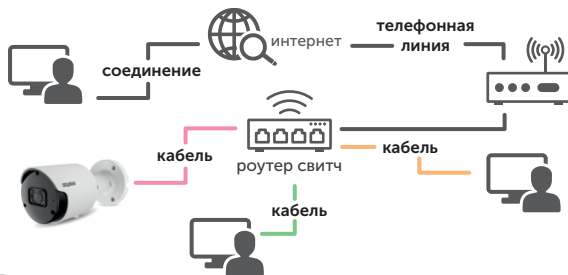 интернет
телефонная
линия
соединение
кабель
роутер свитч
кабель
кабель